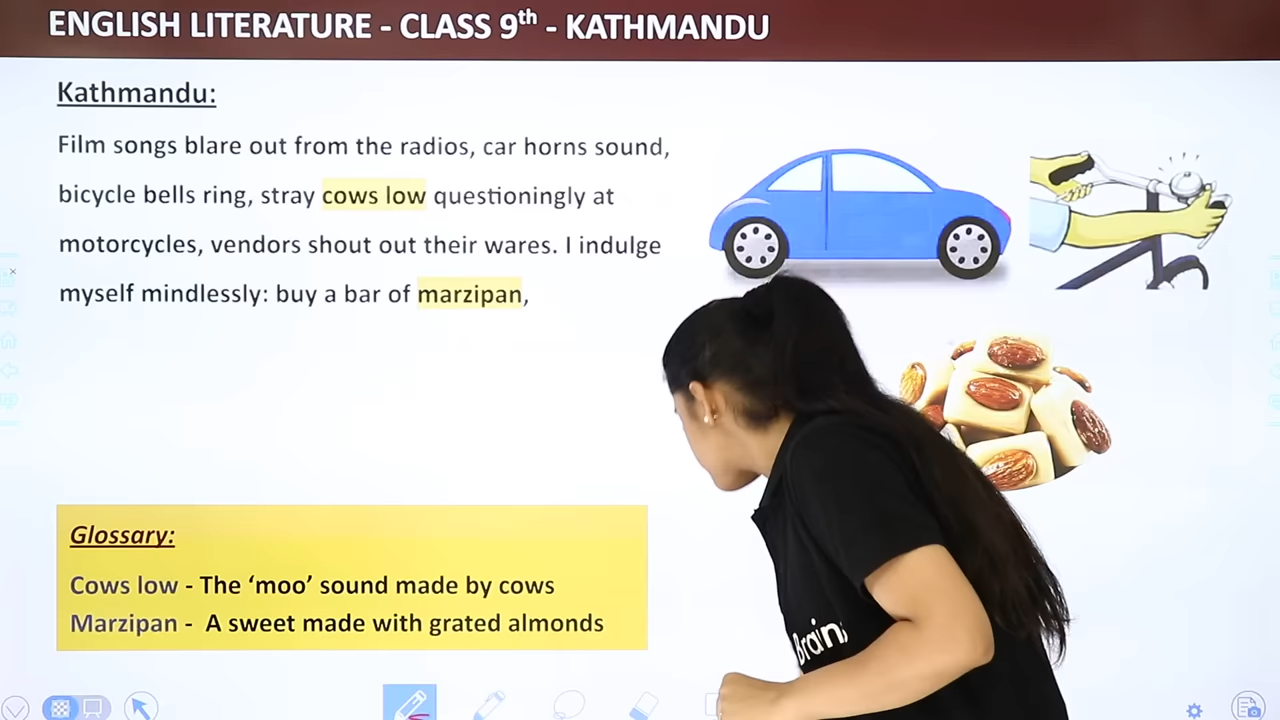 ENGLISH LITERATURE - CLASS 9th - KATHMANDU
Kathmandu:
Film songs blare out from the radios, car horns sound,
bicycle bells ring, stray cows low questioningly at
motorcycles, vendors shout out their wares. I indulge
myself mindlessly: buy a bar of marzipan,
Glossary:
Cows low - The ‘moo’ sound made by cows
Marzipan - A sweet made with grated almonds
Brain